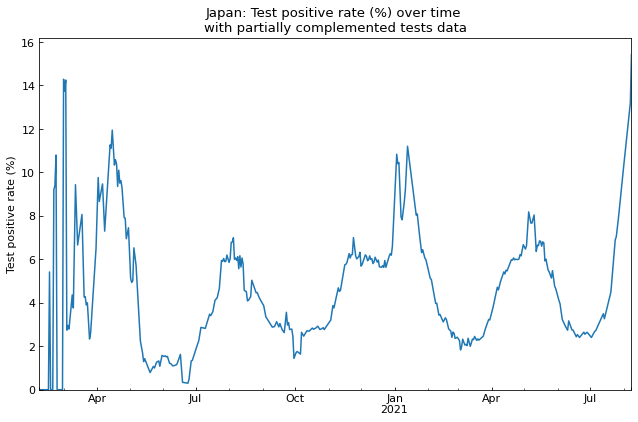 Japan: Test positive rate (%) over time
with partially complemented tests data
Test positive rate (%)
16
14
12
10
8
6
4
2
0
Apr
Jul
Oct
Jan
2021
Apr
Jul